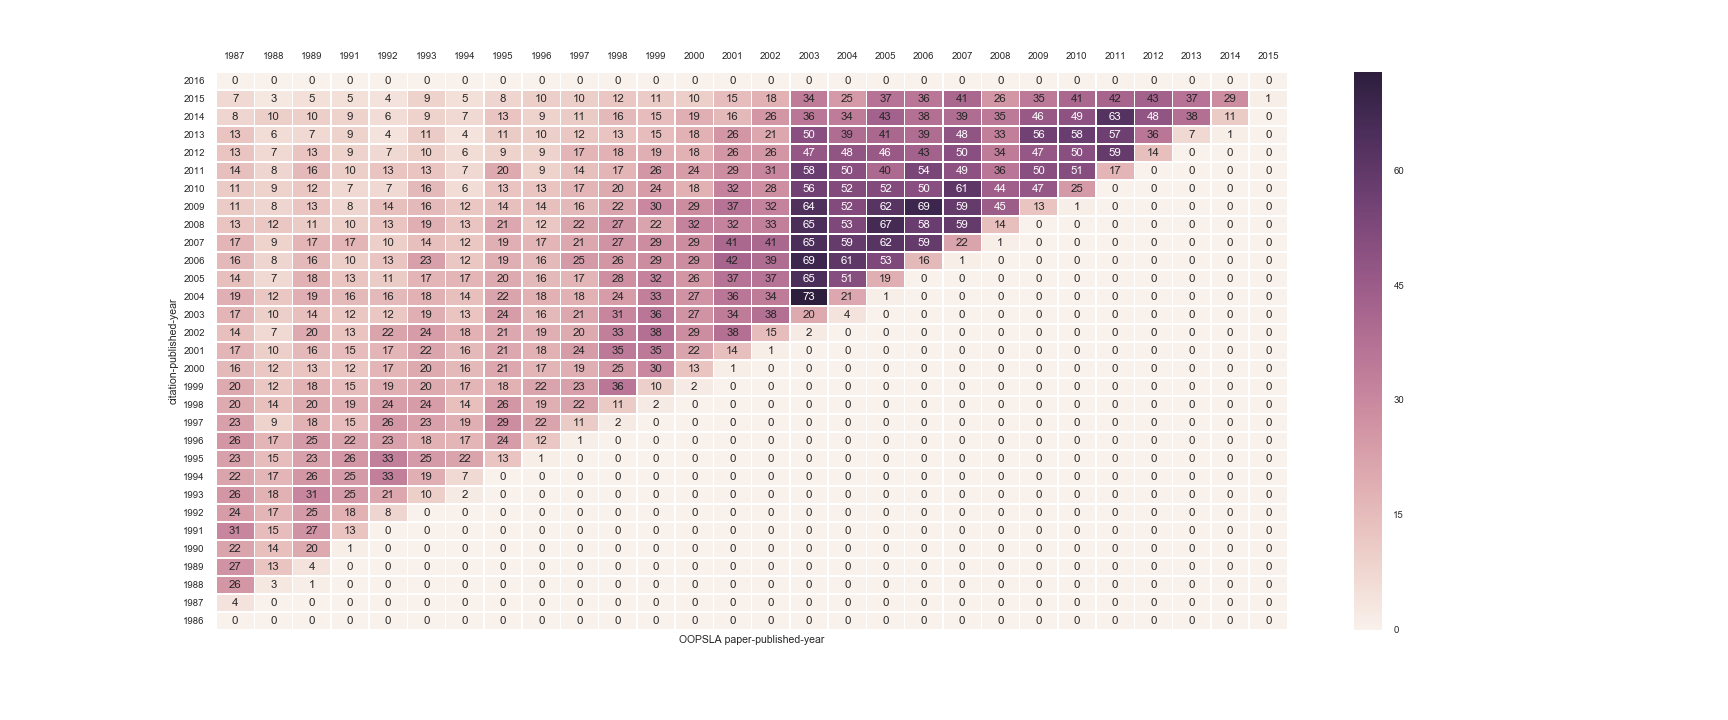 1987 1988 1989 1991 1992 1993 1994 1995 1996 1997 1998 1999 2000 2001 2002 2003 2004 2005 2006 2007 2008 2009 2010 2011 2012 2013 2014 2015
2016 0 0 0 0 0 0 0 0 0 0 0 0 0 0 0 0 0 0 0 0 0 0 0 0 0 0 0 0
2015 7 3 5 5 4 9 5 8 10 10 12 11 10 15 18 34 25 37 36 41 26 35 41 42 43 37 29 1
2014 8 10 10 9 6 9 7 13 9 11 16 15 19 16 26 36 34 43 38 39 35 46 49 63 48 38 11 0
2013 13 6 7 9 4 11 4 11 10 12 13 15 18 26 21 50 39 41 39 48 33 56 58 57 36 7 1 0
2012 13 7 13 9 7 10 6 9 9 17 18 19 18 26 26 47 48 46 43 50 34 47 50 59 14 0 0 0
2011 14 8 16 10 13 13 7 20 9 14 17 26 24 29 31 58 50 40 54 49 36 50 51 17 0 0 0 0
2010 11 9 12 7 7 16 6 13 13 17 20 24 18 32 28 56 52 52 50 61 44 47 25 0 0 0 0 0
2009 11 8 13 8 14 16 12 14 14 16 22 30 29 37 32 64 52 62 69 59 45 13 1 0 0 0 0 0
2008 13 12 11 10 13 19 13 21 12 22 27 22 32 32 33 65 53 67 58 59 14 0 0 0 0 0 0 0
2007 17 9 17 17 10 14 12 19 17 21 27 29 29 41 41 65 59 62 59 22 1 0 0 0 0 0 0 0
2006 16 8 16 10 13 23 12 19 16 25 26 29 29 42 39 69 61 53 16 1 0 0 0 0 0 0 0 0
2005 14 7 18 13 11 17 17 20 16 17 28 32 26 37 37 65 51 19 0 0 0 0 0 0 0 0 0 0
2004 19 12 19 16 16 18 14 22 18 18 24 33 27 36 34 73 21 1 0 0 0 0 0 0 0 0 0 0
2003 17 10 14 12 12 19 13 24 16 21 31 36 27 34 38 20 4 0 0 0 0 0 0 0 0 0 0 0
2002 14 7 20 13 22 24 18 21 19 20 33 38 29 38 15 2 0 0 0 0 0 0 0 0 0 0 0 0
2001 17 10 16 15 17 22 16 21 18 24 35 35 22 14 1 0 0 0 0 0 0 0 0 0 0 0 0 0
2000 16 12 13 12 17 20 16 21 17 19 25 30 13 1 0 0 0 0 0 0 0 0 0 0 0 0 0 0
1999 20 12 18 15 19 20 17 18 22 23 36 10 2 0 0 0 0 0 0 0 0 0 0 0 0 0 0 0
1998 20 14 20 19 24 24 14 26 19 22 11 2 0 0 0 0 0 0 0 0 0 0 0 0 0 0 0 0
1997 23 9 18 15 26 23 19 29 22 11 2 0 0 0 0 0 0 0 0 0 0 0 0 0 0 0 0 0
1996 26 17 25 22 23 18 17 24 12 1 0 0 0 0 0 0 0 0 0 0 0 0 0 0 0 0 0 0
1995 23 15 23 26 33 25 22 13 1 0 0 0 0 0 0 0 0 0 0 0 0 0 0 0 0 0 0 0
1994 22 17 26 25 33 19 7 0 0 0 0 0 0 0 0 0 0 0 0 0 0 0 0 0 0 0 0 0
1993 26 18 31 25 21 10 2 0 0 0 0 0 0 0 0 0 0 0 0 0 0 0 0 0 0 0 0 0
1992 24 17 25 18 8 0 0 0 0 0 0 0 0 0 0 0 0 0 0 0 0 0 0 0 0 0 0 0
1991 31 15 27 13 0 0 0 0 0 0 0 0 0 0 0 0 0 0 0 0 0 0 0 0 0 0 0 0
1990 22 14 20 1 0 0 0 0 0 0 0 0 0 0 0 0 0 0 0 0 0 0 0 0 0 0 0 0
1989 27 13 4 0 0 0 0 0 0 0 0 0 0 0 0 0 0 0 0 0 0 0 0 0 0 0 0 0
1988 26 3 1 0 0 0 0 0 0 0 0 0 0 0 0 0 0 0 0 0 0 0 0 0 0 0 0 0
1987 4 0 0 0 0 0 0 0 0 0 0 0 0 0 0 0 0 0 0 0 0 0 0 0 0 0 0 0
1986 0 0 0 0 0 0 0 0 0 0 0 0 0 0 0 0 0 0 0 0 0 0 0 0 0 0 0 0
citation-published-year
OOPSLA paper-published-year
60
45
30
15
0